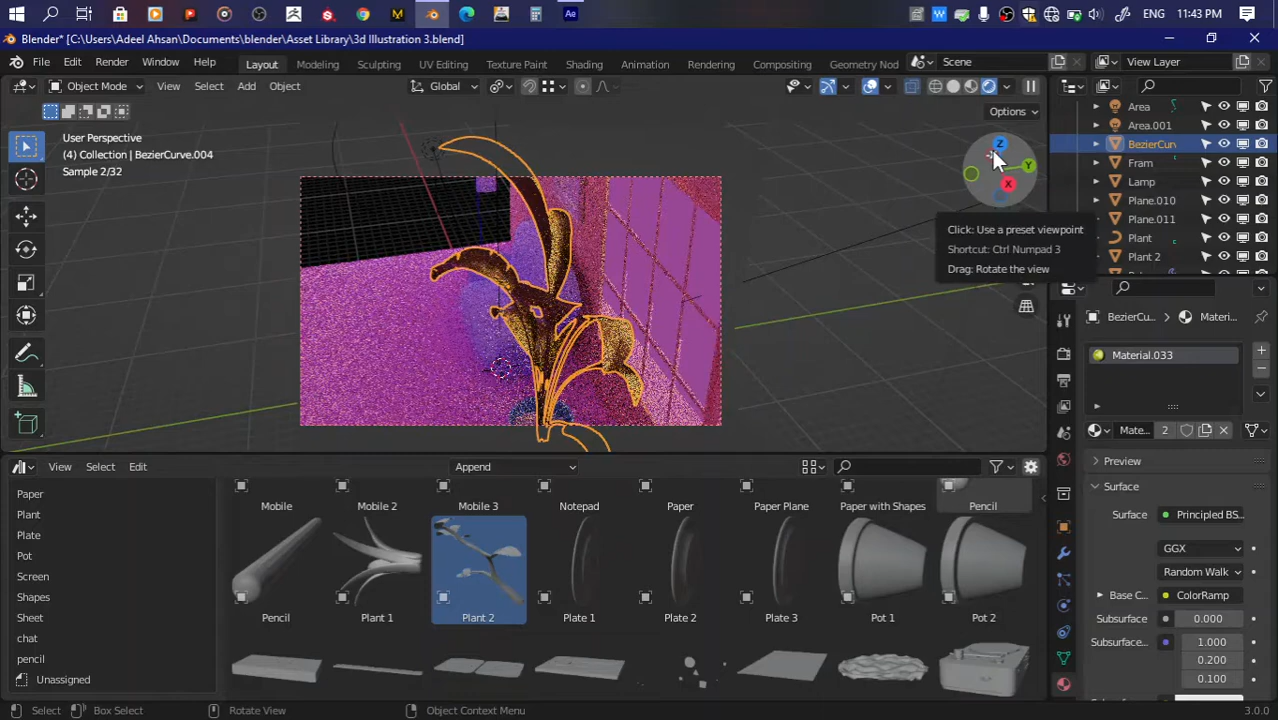 ENG 11:43 PM
Blender* [C:\Users\Adeel Ahsan\Documents\blender\Asset Library\3d Illustration 3.blend]
File Edit Render Window Help
Layout Modeling Sculpting UV Editing Texture Paint Shading Animation Rendering Compositing Geometry Nod
Scene View Layer
Object Mode View Select Add Object Global
Options
User Perspective
(4) Collection | BezierCurve.004
Sample 2/32
Z
Y
X
Click: Use a preset viewpoint
Shortcut: Ctrl Numpad 3
Drag: Rotate the view
Area
Area.001
BezierCurv
Fram
Lamp
Plane.010
Plane.011
Plant
Plant 2
BezierCu... Materi...
Material.033
Mate... 2
Preview
Surface
Surface Principled BS...
GGX
Random Walk
Base C... ColorRamp
Subsurface 0.000
Subsurface... 1.000
0.200
0.100
View Select Edit Append
Paper
Plant
Plate
Pot
Screen
Shapes
Sheet
chat
pencil
Unassigned
Mobile Mobile 2 Mobile 3 Notepad Paper Paper Plane Paper with Shapes Pencil
Pencil Plant 1 Plant 2 Plate 1 Plate 2 Plate 3 Pot 1 Pot 2
Select Box Select Rotate View Object Context Menu 3.0.0